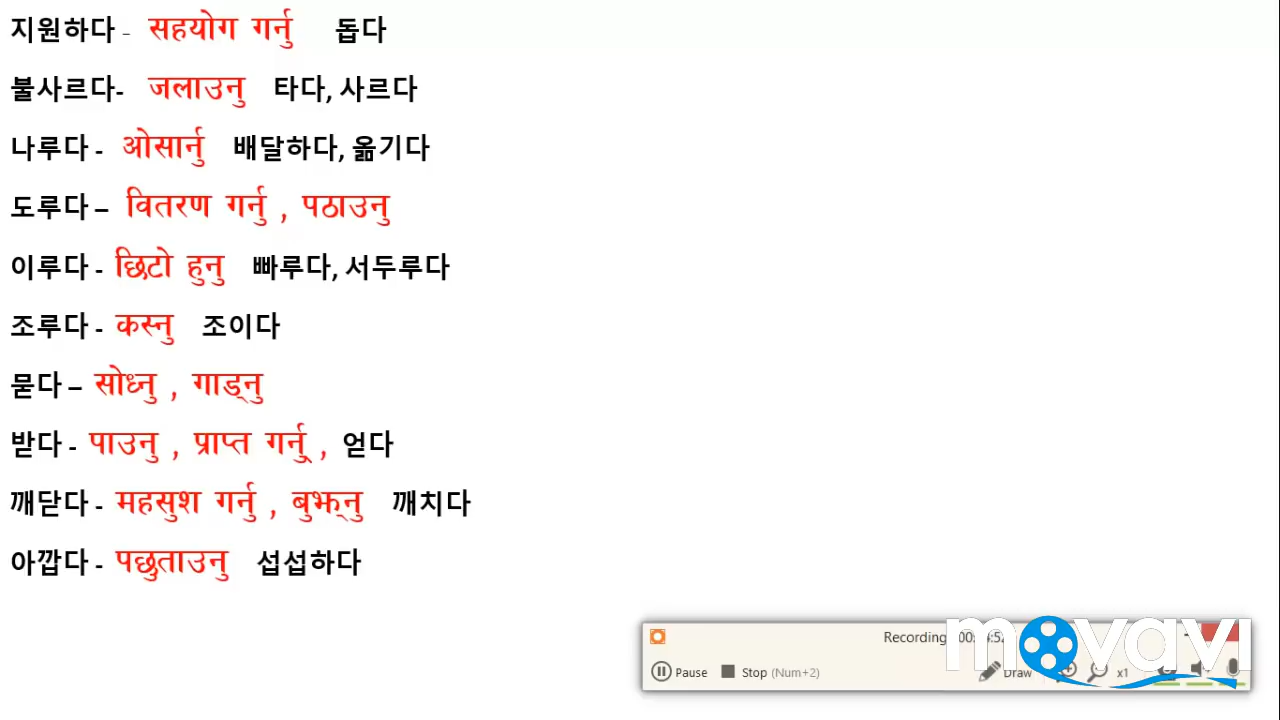 지원하다 - सहयोग गर्नु 돕다
불사르다- जलाउनु 타다, 사르다
나루다 - ओसार्नु 배달하다, 옮기다
도루다 – वितरण गर्नु , पठाउनु
이루다 - छिटो हुनु 빠루다, 서두루다
조루다 - कस्नु 조이다
묻다 – सोध्नु , गाड्नु
받다 - पाउनु , प्राप्त गर्नु , 얻다
깨닫다 - महसुश गर्नु , बुझ्नु 깨치다
아깝다 - पछुताउनु 섭섭하다
Recording
Pause Stop (Num+2) Draw x1
movavi